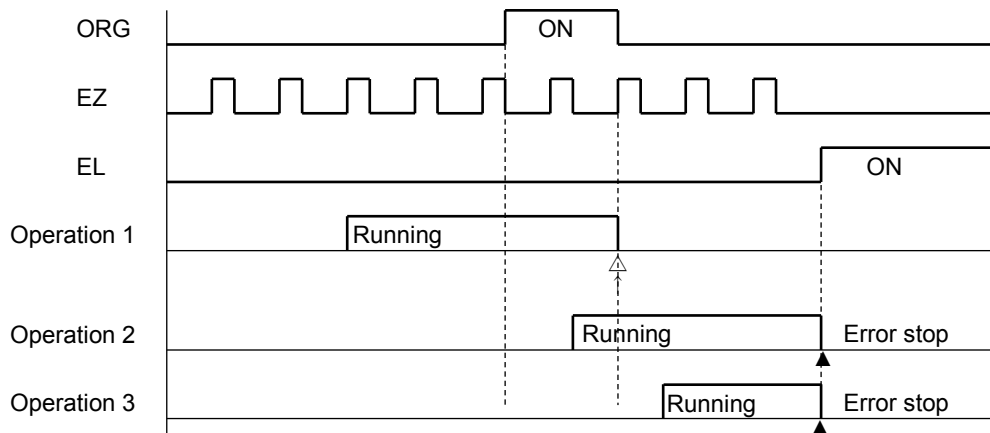 ORG ON
EZ
EL ON
Operation 1 Running
Operation 2 Running Error stop
Operation 3 Running Error stop